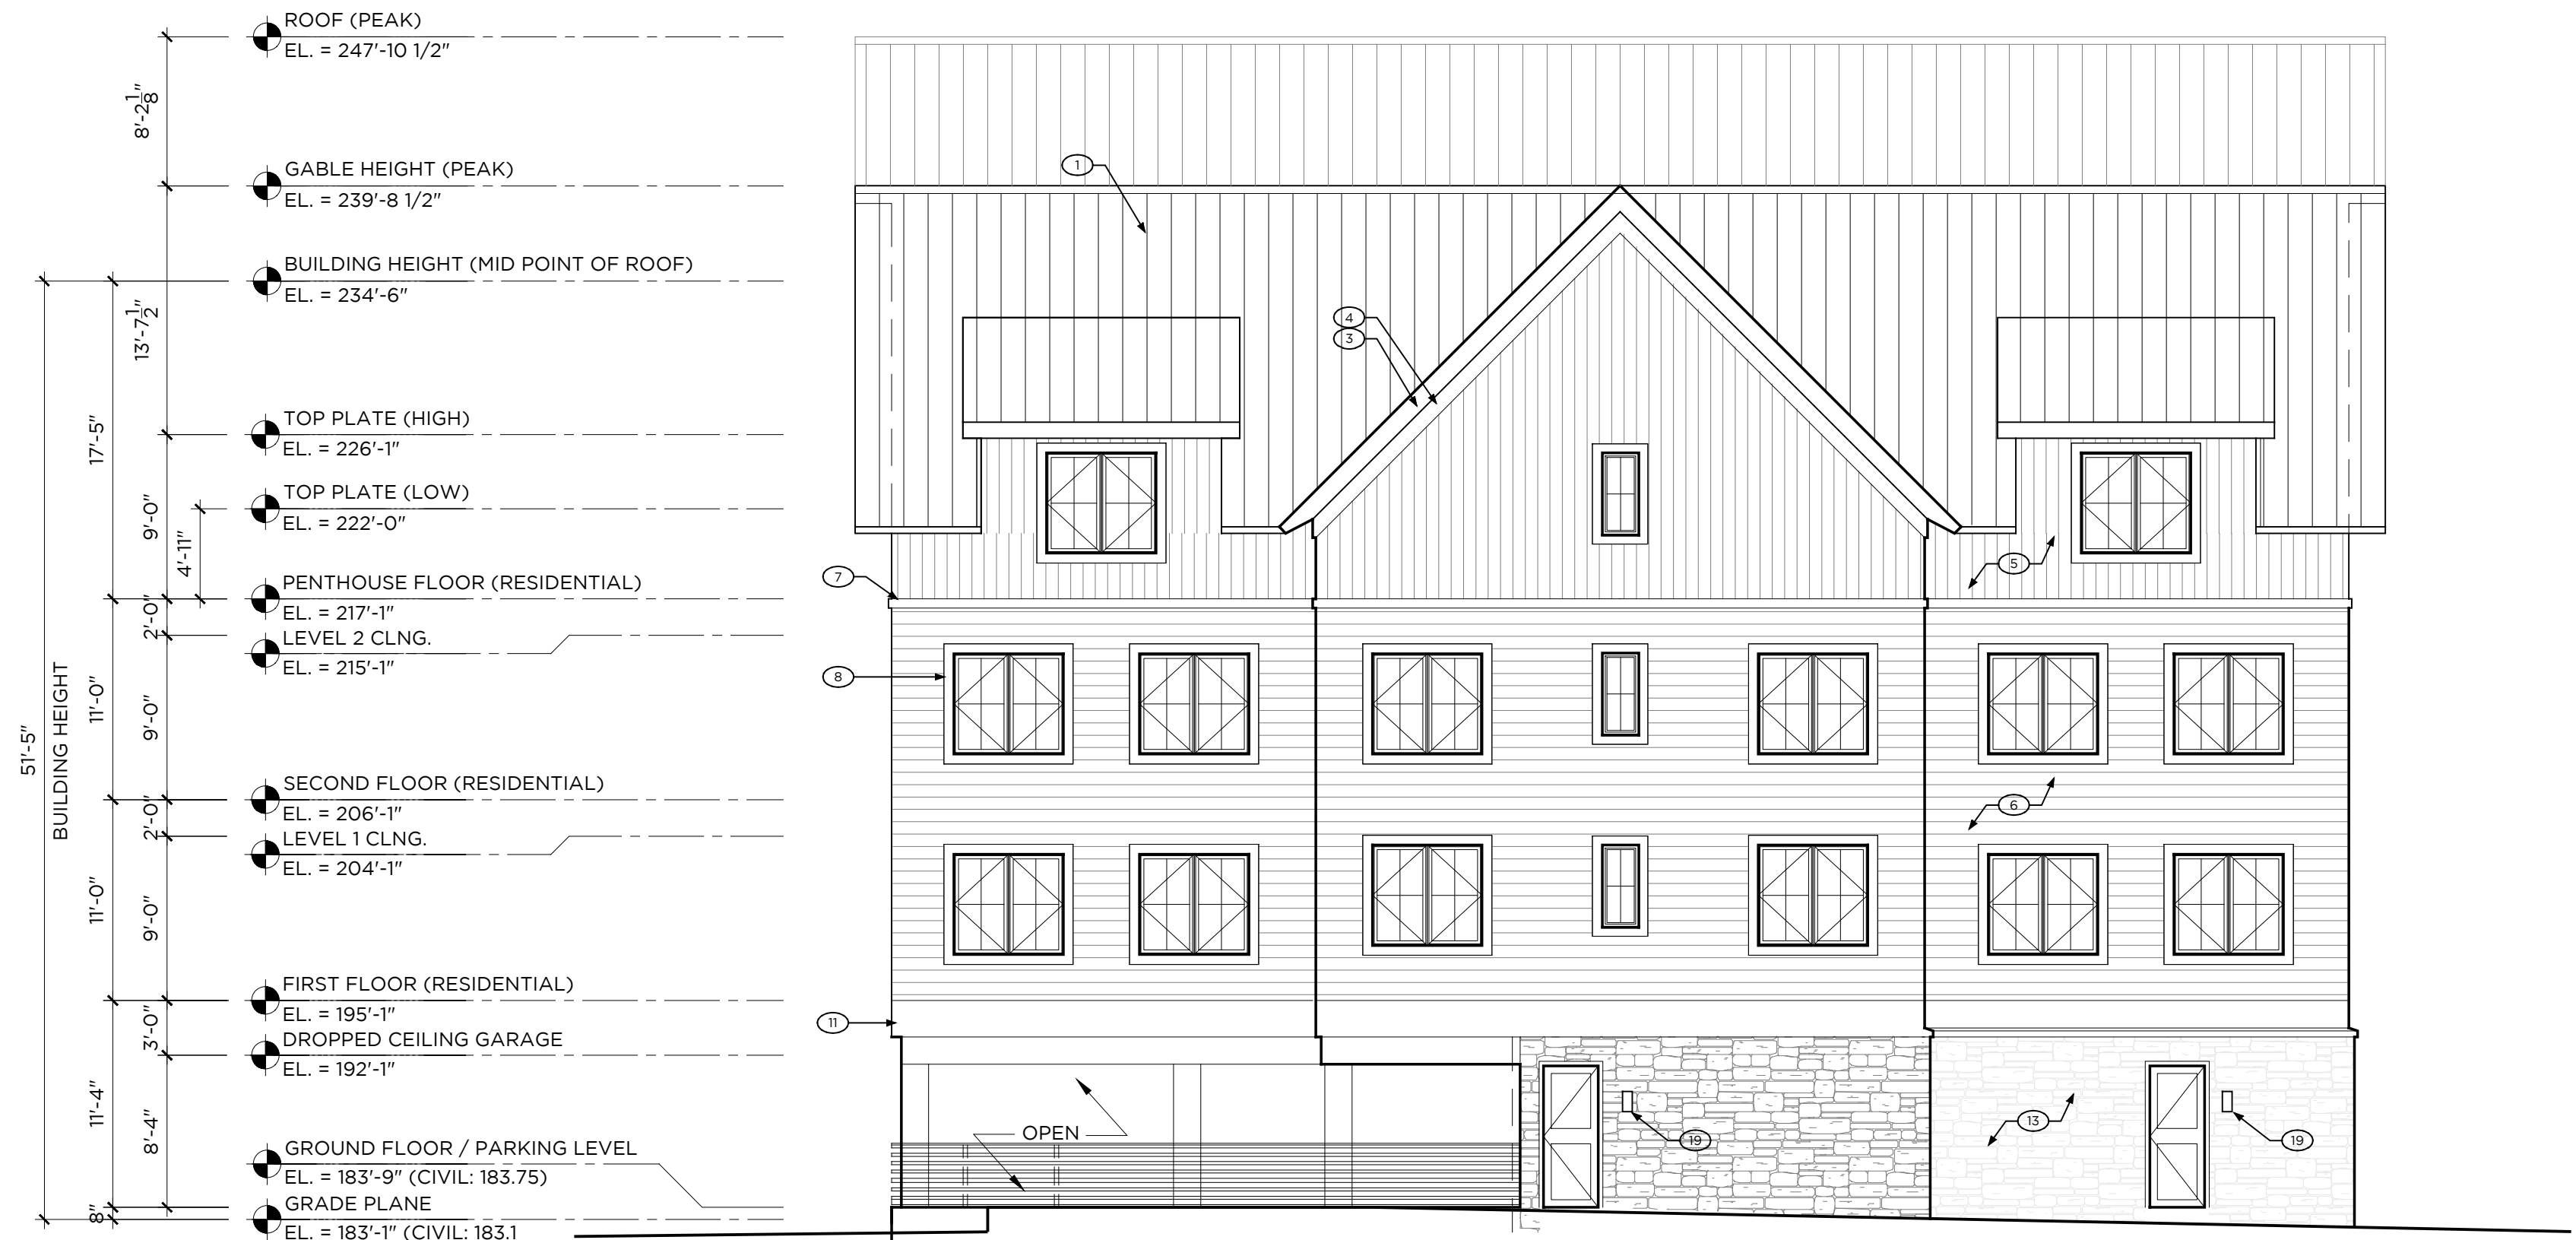 ROOF (PEAK)
EL. = 247'-10 1/2"
GABLE HEIGHT (PEAK)
EL. = 239'-8 1/2"
BUILDING HEIGHT (MID POINT OF ROOF)
EL. = 234'-6"
TOP PLATE (HIGH)
EL. = 226'-1"
TOP PLATE (LOW)
EL. = 222'-0"
PENTHOUSE FLOOR (RESIDENTIAL)
EL. = 217'-1"
LEVEL 2 CLNG.
EL. = 215'-1"
SECOND FLOOR (RESIDENTIAL)
EL. = 206'-1"
LEVEL 1 CLNG.
EL. = 204'-1"
FIRST FLOOR (RESIDENTIAL)
EL. = 195'-1"
DROPPED CEILING GARAGE
EL. = 192'-1"
GROUND FLOOR / PARKING LEVEL
EL. = 183'-9" (CIVIL: 183.75)
GRADE PLANE
EL. = 183'-1" (CIVIL: 183.1
51'-5"
BUILDING HEIGHT
17'-5"
11'-0"
11'-0"
11'-4"
8"
8'-2 1/8"
13'-7 1/2"
9'-0"
4'-11"
2'-0"
9'-0"
2'-0"
9'-0"
3'-0"
8'-4"
1
4
3
5
7
8
6
11
OPEN
19
13
19